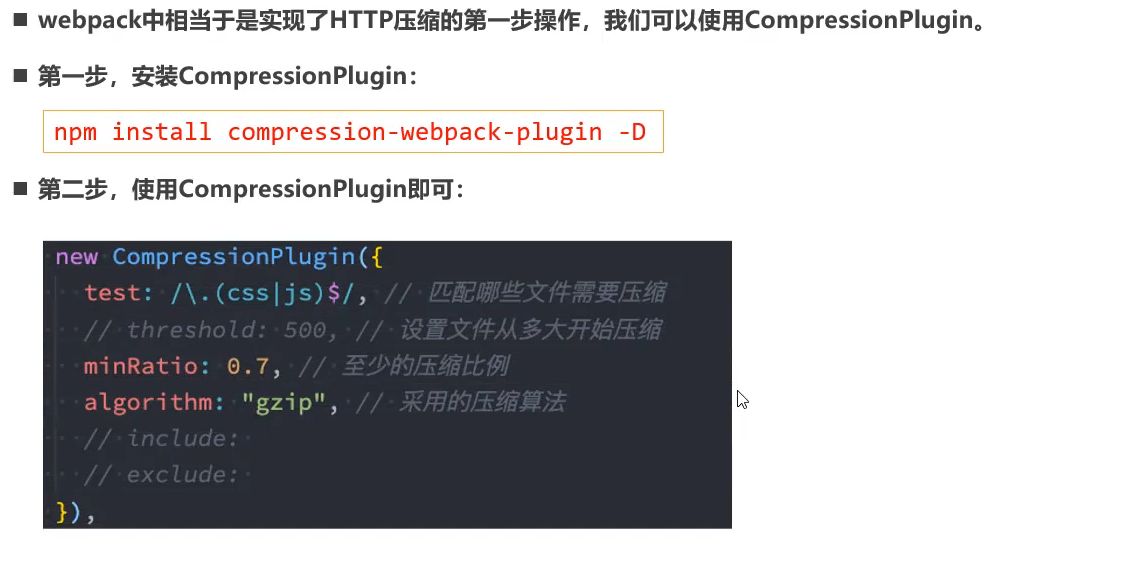 webpack中相当于是实现了HTTP压缩的第一步操作，我们可以使用CompressionPlugin。
第一步，安装CompressionPlugin：
npm install compression-webpack-plugin -D
第二步，使用CompressionPlugin即可：
new CompressionPlugin({
test: /\.(css|js)$/, // 匹配哪些文件需要压缩
// threshold: 500, // 设置文件从多大开始压缩
minRatio: 0.7, // 至少的压缩比例
algorithm: "gzip", // 采用的压缩算法
// include:
// exclude:
}),